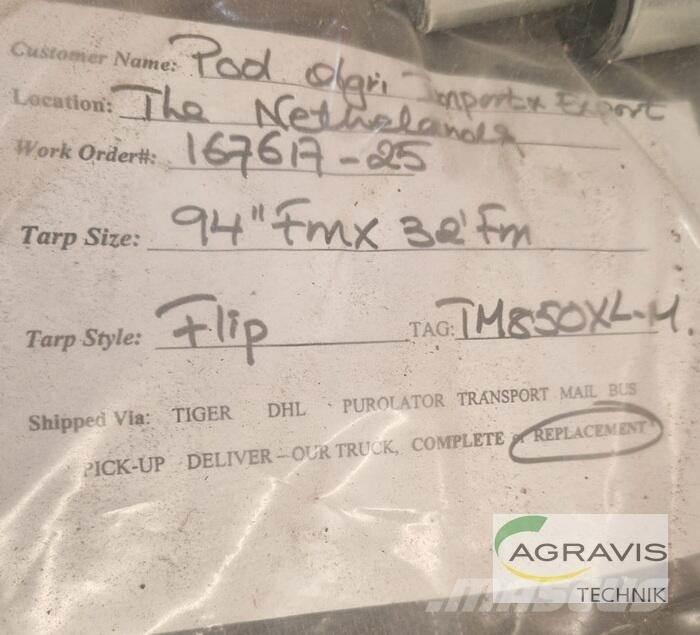 Customer Name: Pod Agri Import x Export
Location: The Netherlands
Work Order#: 167617-25
Tarp Size: 94" Fm x 32' Fm
Tarp Style: Flip TAG: TM850XL-M.
Shipped Via: TIGER DHL PUROLATOR TRANSPORT MAIL BUS
PICK-UP DELIVER – OUR TRUCK, COMPLETE REPLACEMENT
AGRAVIS
TECHNIK